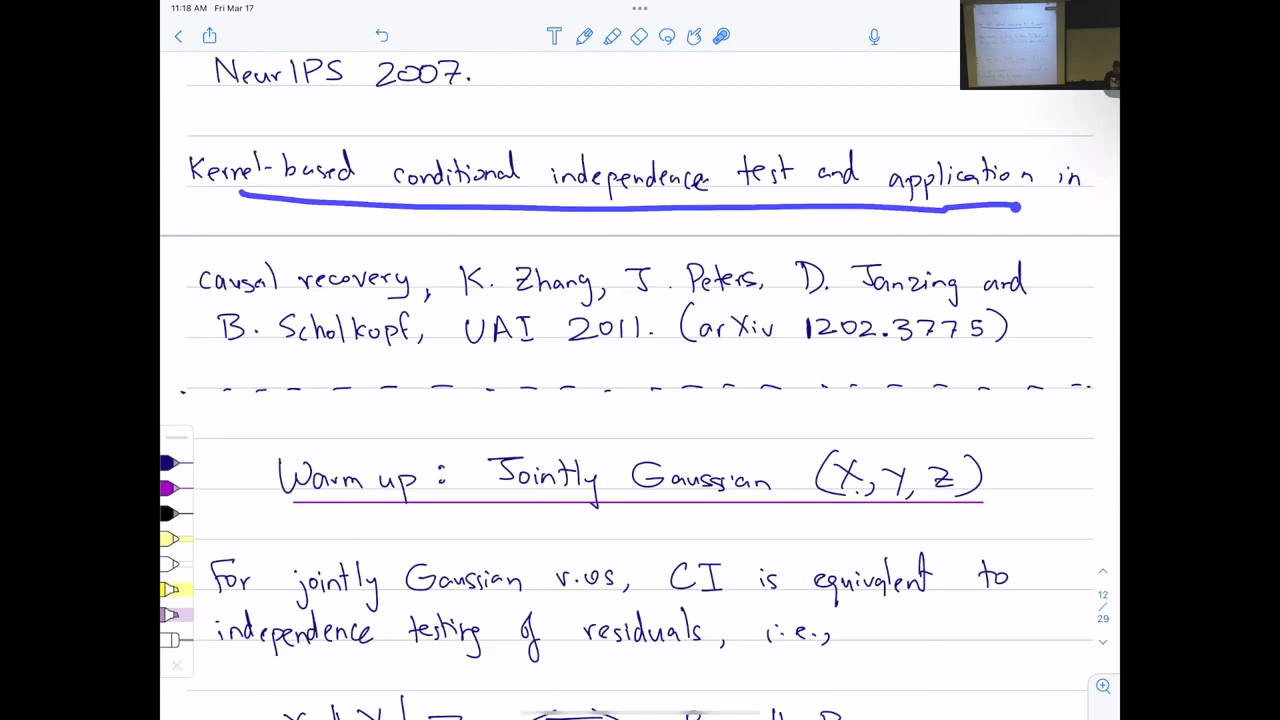 11:18 AM Fri Mar 17
NeurIPS 2007.
Kernel-based conditional independence test and application in
causal recovery, K. Zhang, J. Peters, D. Janzing and
B. Scholkopf, UAI 2011. (arXiv 1202.3775)
Warm up: Jointly Gaussian (X, Y, Z)
For jointly Gaussian r.v.s, CI is equivalent to
independence testing of residuals, i.e.,
12
/
29